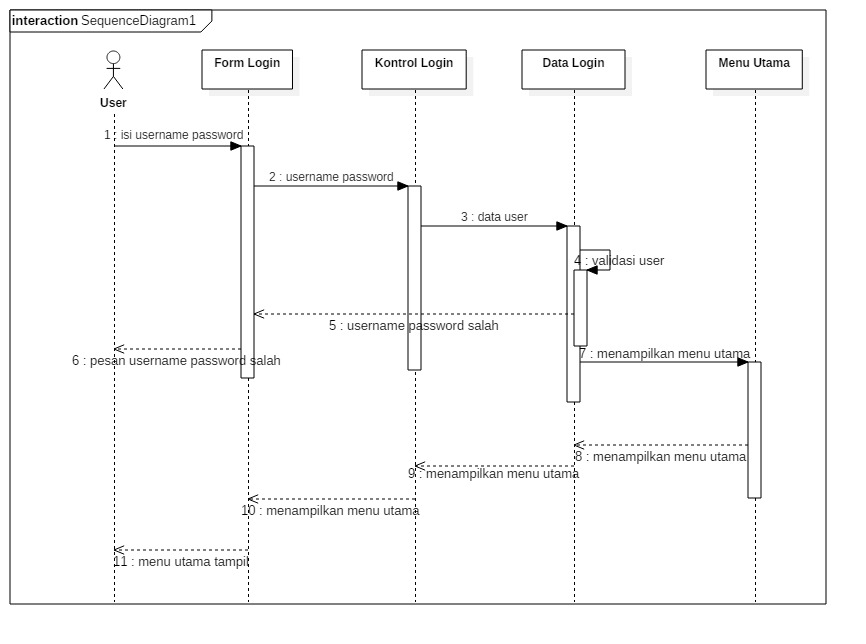 interaction SequenceDiagram1
Form Login
Kontrol Login
Data Login
Menu Utama
User
1 : isi username password
2 : username password
3 : data user
4 : validasi user
5 : username password salah
6 : pesan username password salah
7 : menampilkan menu utama
8 : menampilkan menu utama
9 : menampilkan menu utama
10 : menampilkan menu utama
11 : menu utama tampil